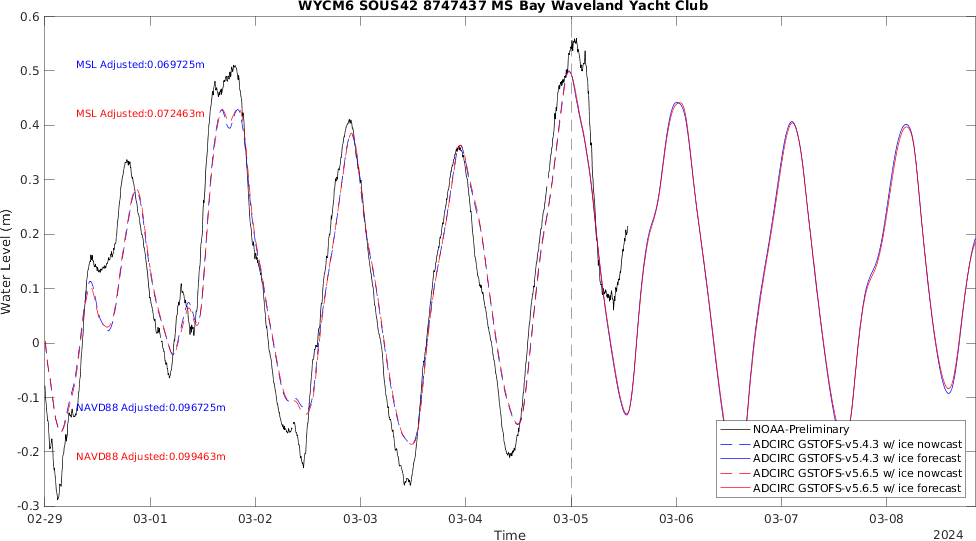 WYCM6 SOUS42 8747437 MS Bay Waveland Yacht Club
0.6
0.5
0.4
0.3
0.2
0.1
0
-0.1
-0.2
-0.3
Water Level (m)
MSL Adjusted:0.069725m
MSL Adjusted:0.072463m
NAVD88 Adjusted:0.096725m
NAVD88 Adjusted:0.099463m
NOAA-Preliminary
ADCIRC GSTOFS-v5.4.3 w/ ice nowcast
ADCIRC GSTOFS-v5.4.3 w/ ice forecast
ADCIRC GSTOFS-v5.6.5 w/ ice nowcast
ADCIRC GSTOFS-v5.6.5 w/ ice forecast
02-29 03-01 03-02 03-03 03-04 03-05 03-06 03-07 03-08
Time
2024